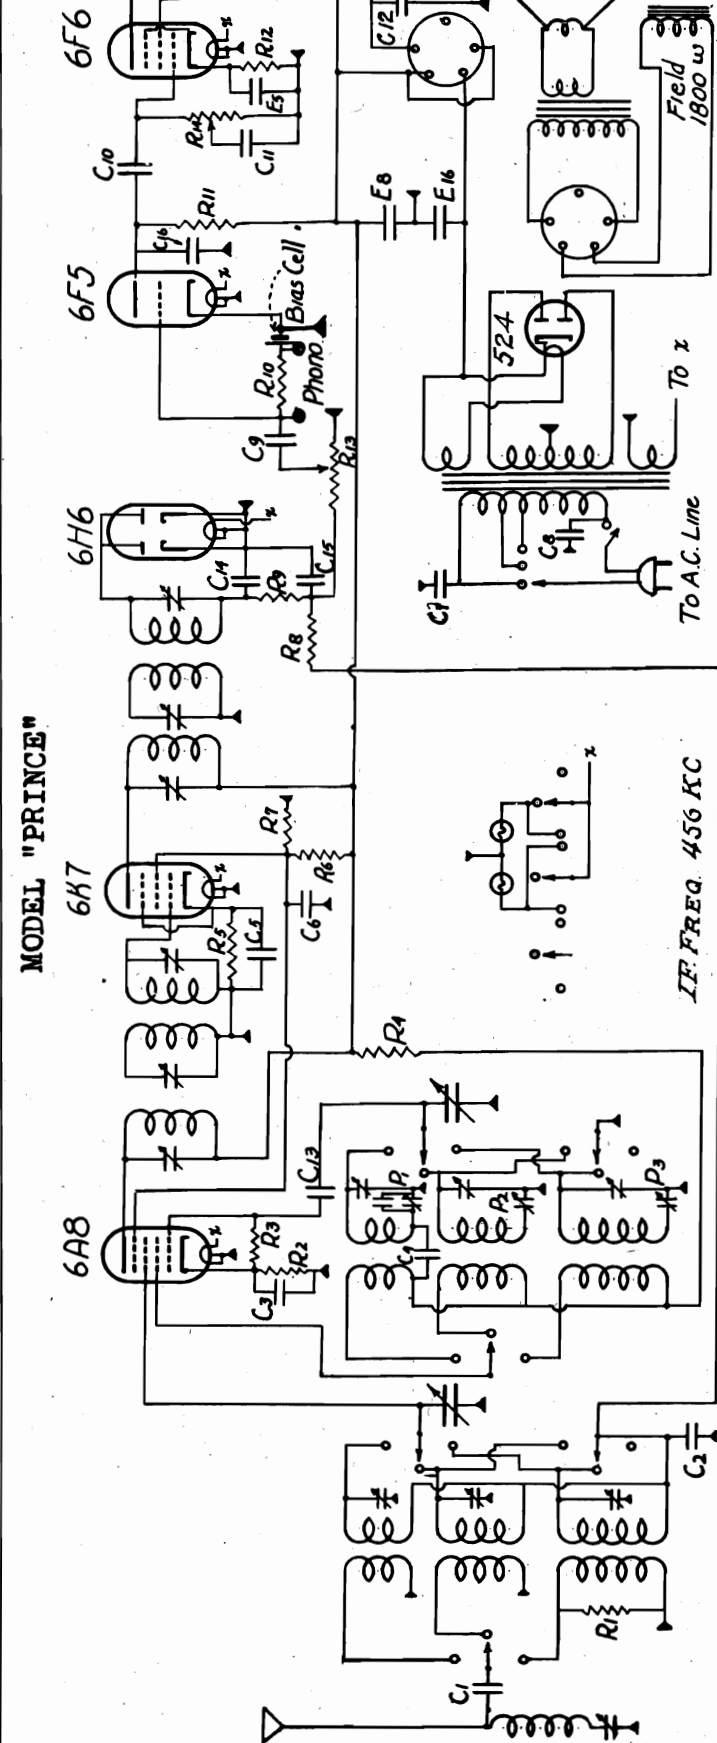 MODEL "PRINCE"
6A8
6K7
6H6
6F5
6F6
C10
R14
R12
E5
C11
C12
C16
R11
E8
E16
Field
1800 ω
Bias Cell.
Phono
R10
C9
R13
524
To x
C7
C8
To A.C. Line
C14
R9
C15
R8
R7
R6
C6
R5
C5
R4
x
I.F. FREQ. 456 KC
C13
R3
R2
C3
P1
P2
P3
C1
R1
C2
x
x
x
x
x